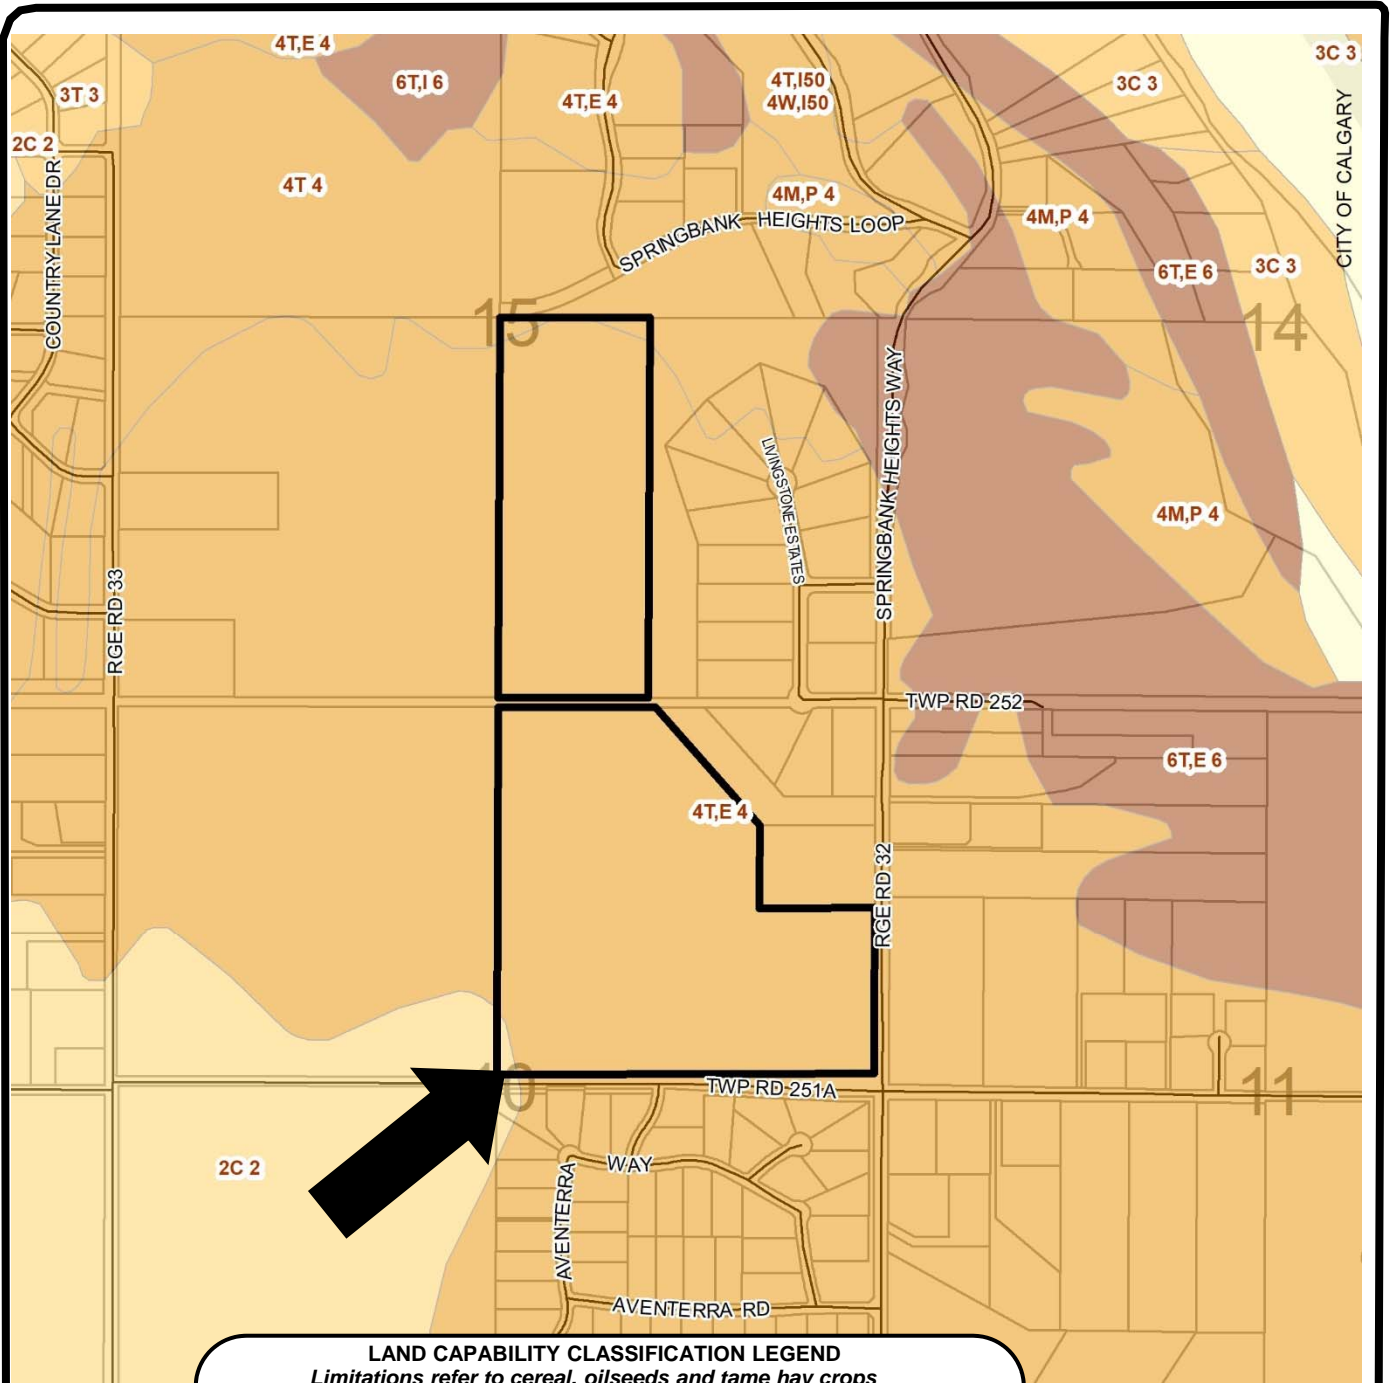 4T,E 4
3C 3
6T,I 6
4T,I50
4W,I50
3C 3
3T 3
4T,E 4
2C 2
CITY OF CALGARY
4T 4
4M,P 4
COUNTRY LANE DR
SPRINGBANK HEIGHTS LOOP
4M,P 4
6T,E 6
3C 3
15
14
SPRINGBANK HEIGHTS WAY
LIVINGSTONE ESTATES
4M,P 4
RGE RD 33
TWP RD 252
6T,E 6
4T,E 4
RGE RD 32
10
TWP RD 251A
11
2C 2
AVENTERRA WAY
AVENTERRA RD
LAND CAPABILITY CLASSIFICATION LEGEND
Limitations refer to cereal, oilseeds and tame hay crops